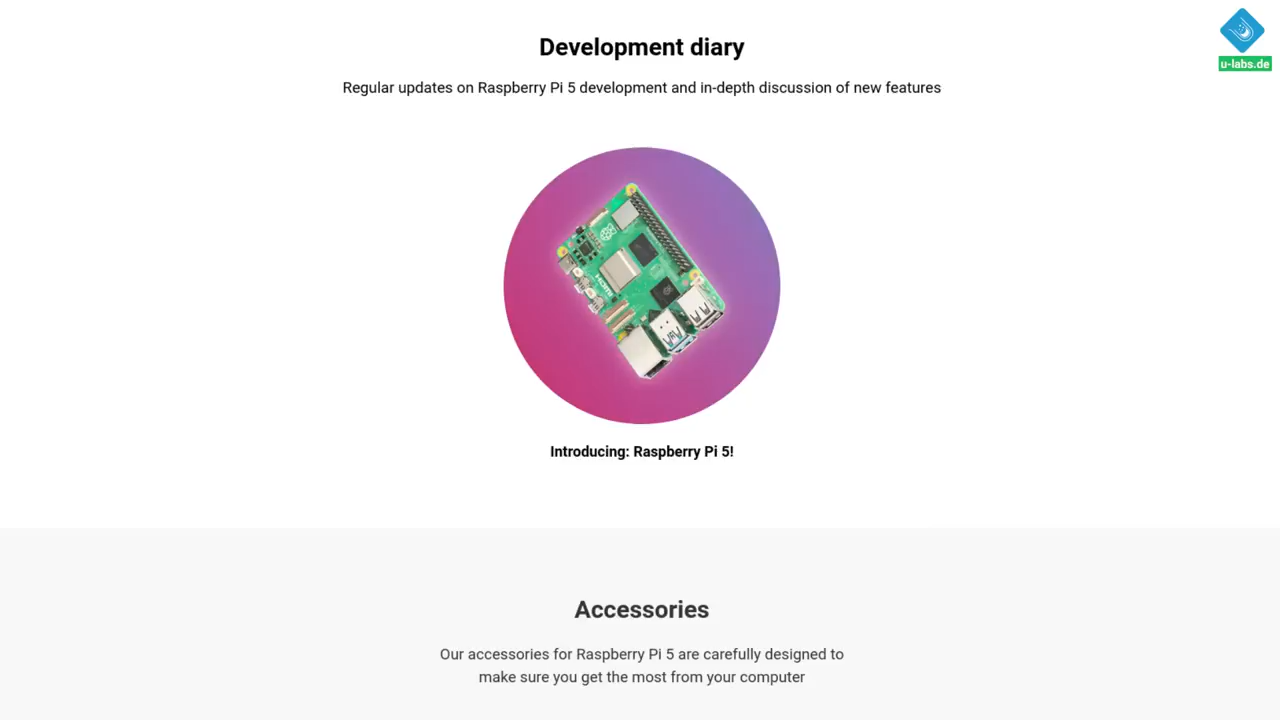 u-labs.de
Development diary
Regular updates on Raspberry Pi 5 development and in-depth discussion of new features
HDMI
Introducing: Raspberry Pi 5!
Accessories
Our accessories for Raspberry Pi 5 are carefully designed to
make sure you get the most from your computer